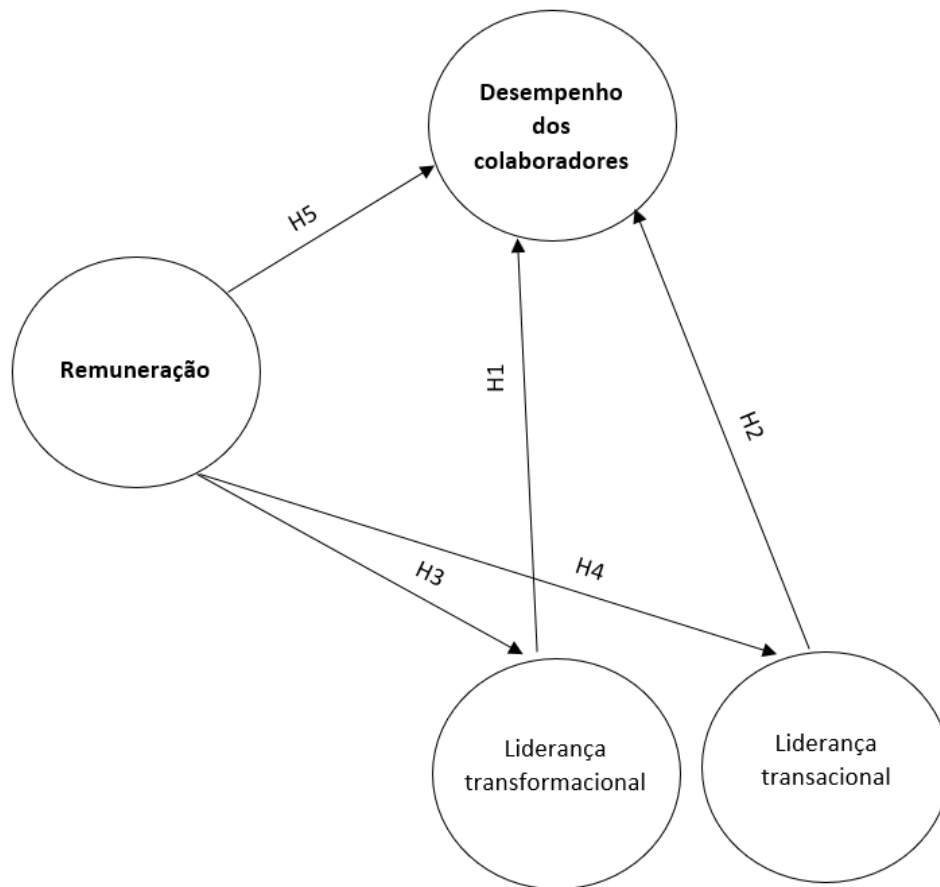 Desempenho
dos
colaboradores
H5
Remuneração
H1
H2
H3
H4
Liderança
transformacional
Liderança
transacional